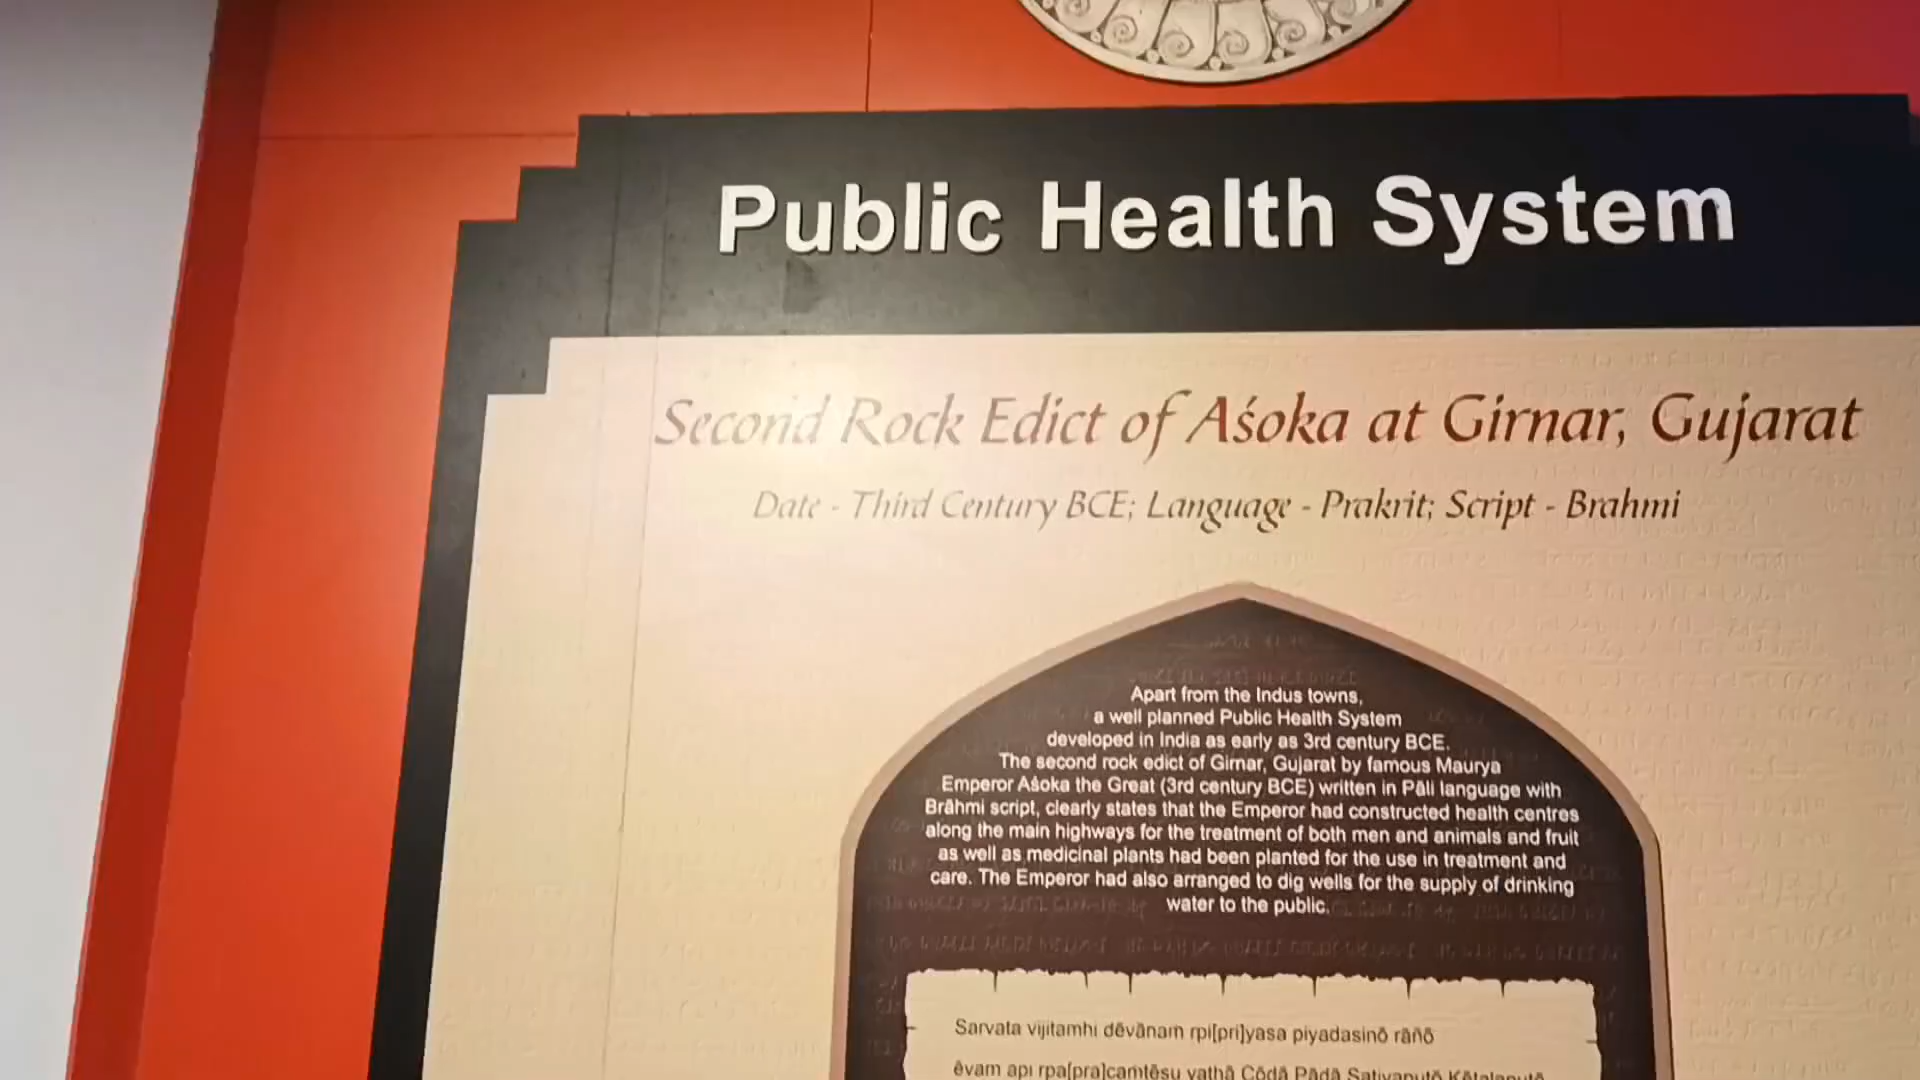 Public Health System
Second Rock Edict of Aśoka at Girnar, Gujarat
Date - Third Century BCE; Language - Prakrit; Script - Brahmi
Apart from the Indus towns,
a well planned Public Health System
developed in India as early as 3rd century BCE.
The second rock edict of Girnar, Gujarat by famous Maurya
Emperor Aśoka the Great (3rd century BCE) written in Pāli language with
Brāhmi script, clearly states that the Emperor had constructed health centres
along the main highways for the treatment of both men and animals and fruit
as well as medicinal plants had been planted for the use in treatment and
care. The Emperor had also arranged to dig wells for the supply of drinking
water to the public.
Sarvata vijitamhi dēvānaṁ rpi[pri]yasa piyadasinō rāñō
ēvam api rpa[pra]caṁtēsu yathā Cōdā Pādā Satiyaputō Kētalaputō